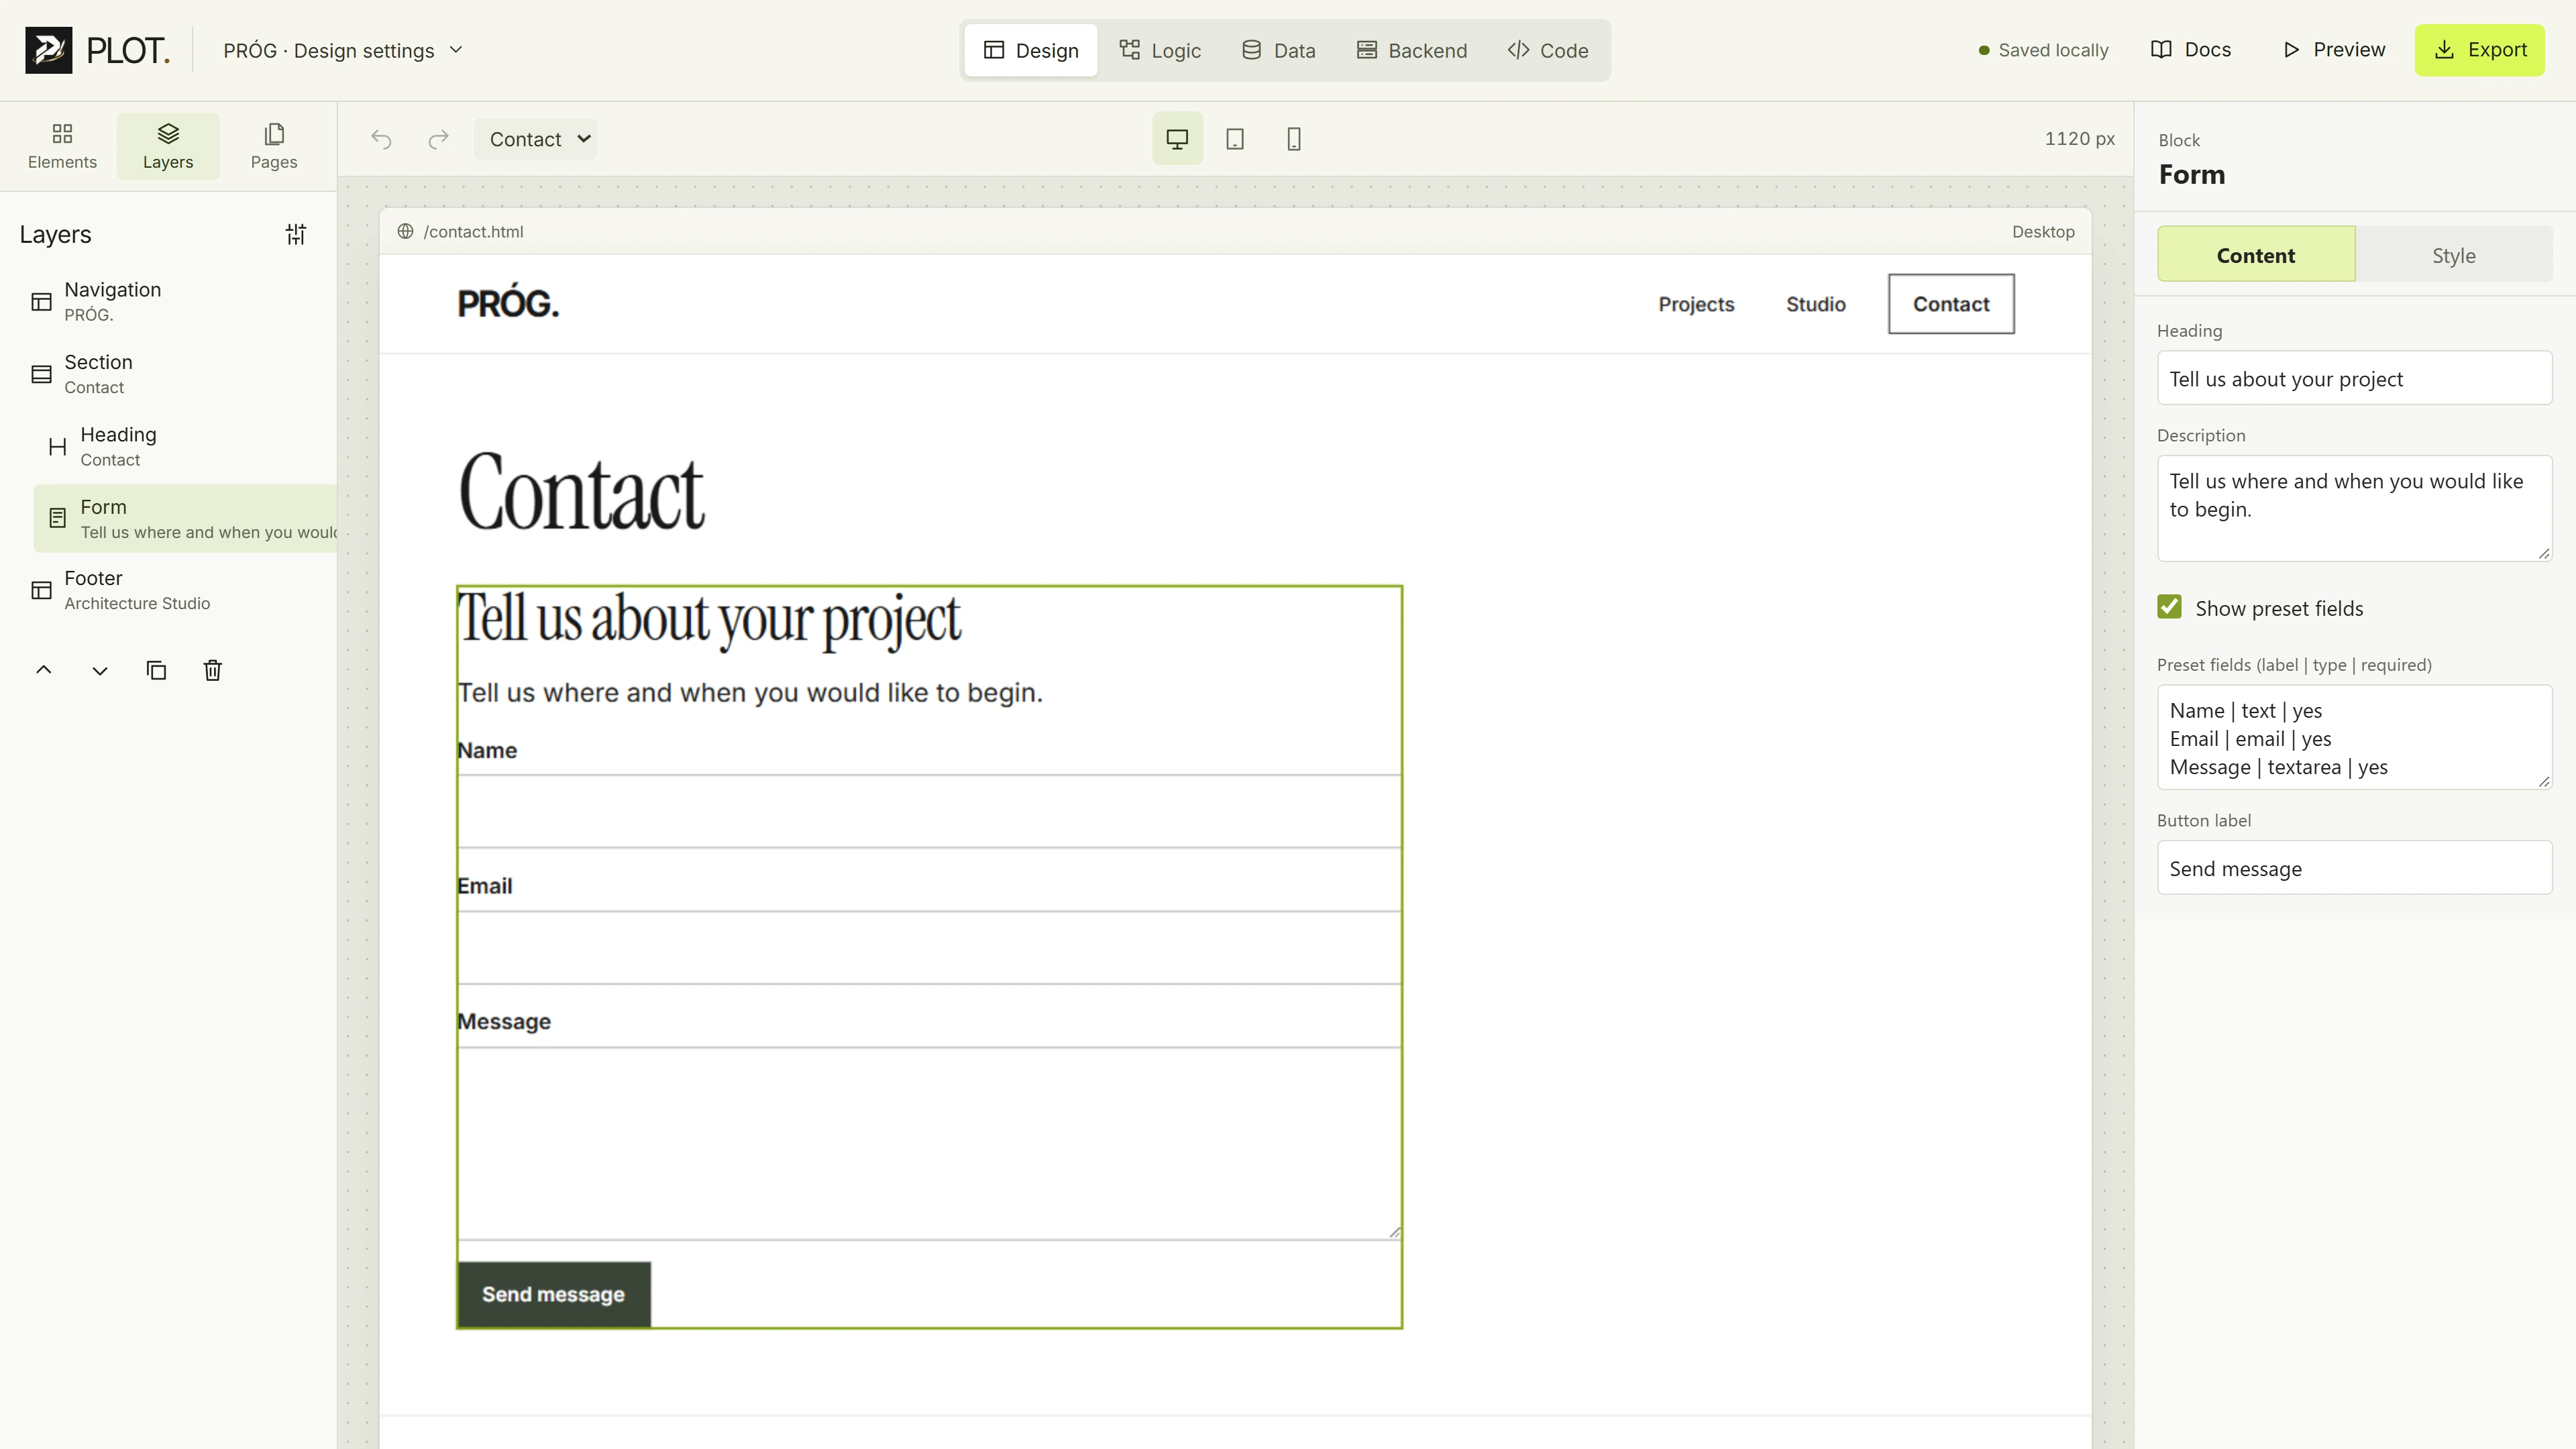 PLOT.
PRÓG · Design settings
Design
Logic
Data
Backend
Code
Saved locally
Docs
Preview
Export
Elements
Layers
Pages
Contact
1120 px
Layers
Navigation
PRÓG.
Section
Contact
Heading
Contact
Form
Tell us where and when you would
Footer
Architecture Studio
/contact.html
Desktop
PRÓG.
Projects
Studio
Contact
Contact
Tell us about your project
Tell us where and when you would like to begin.
Name
Email
Message
Send message
Block
Form
Content
Style
Heading
Tell us about your project
Description
Tell us where and when you would like
to begin.
Show preset fields
Preset fields (label | type | required)
Name | text | yes
Email | email | yes
Message | textarea | yes
Button label
Send message